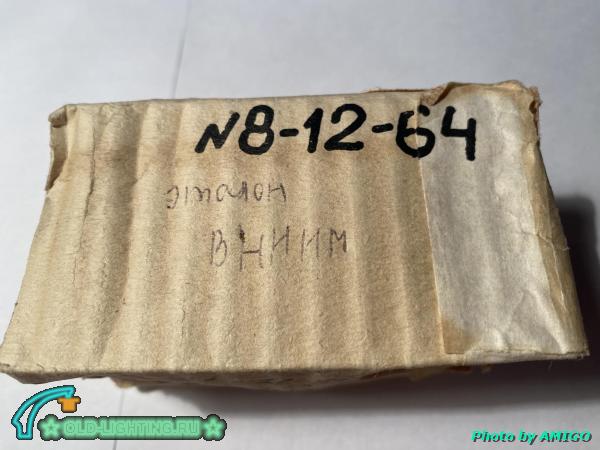 N8-12-64
эталон
ВНИИМ
OLD-LIGHTING.RU
Photo by AMIGO